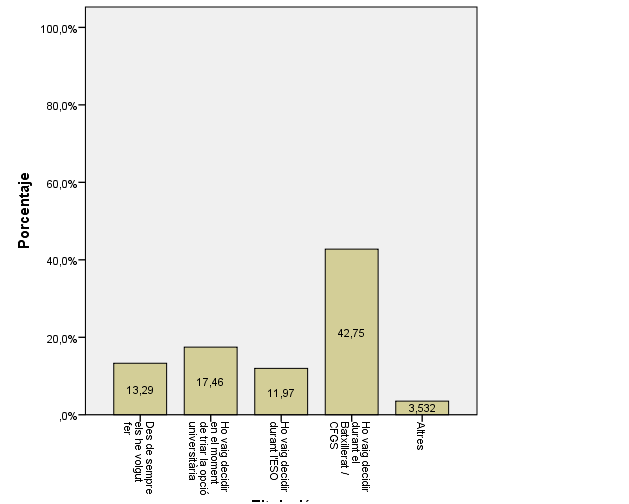 100,0%
80,0%
60,0%
40,0%
20,0%
,0%
Porcentaje
13,29
17,46
11,97
42,75
3,532
Des de sempre
els he volgut
fer
Ho vaig decidir
en el moment
de triar la opció
universitària
Ho vaig decidir
durant l'ESO
Ho vaig decidir
durant el
Batxillerat /
CFGS
Altres